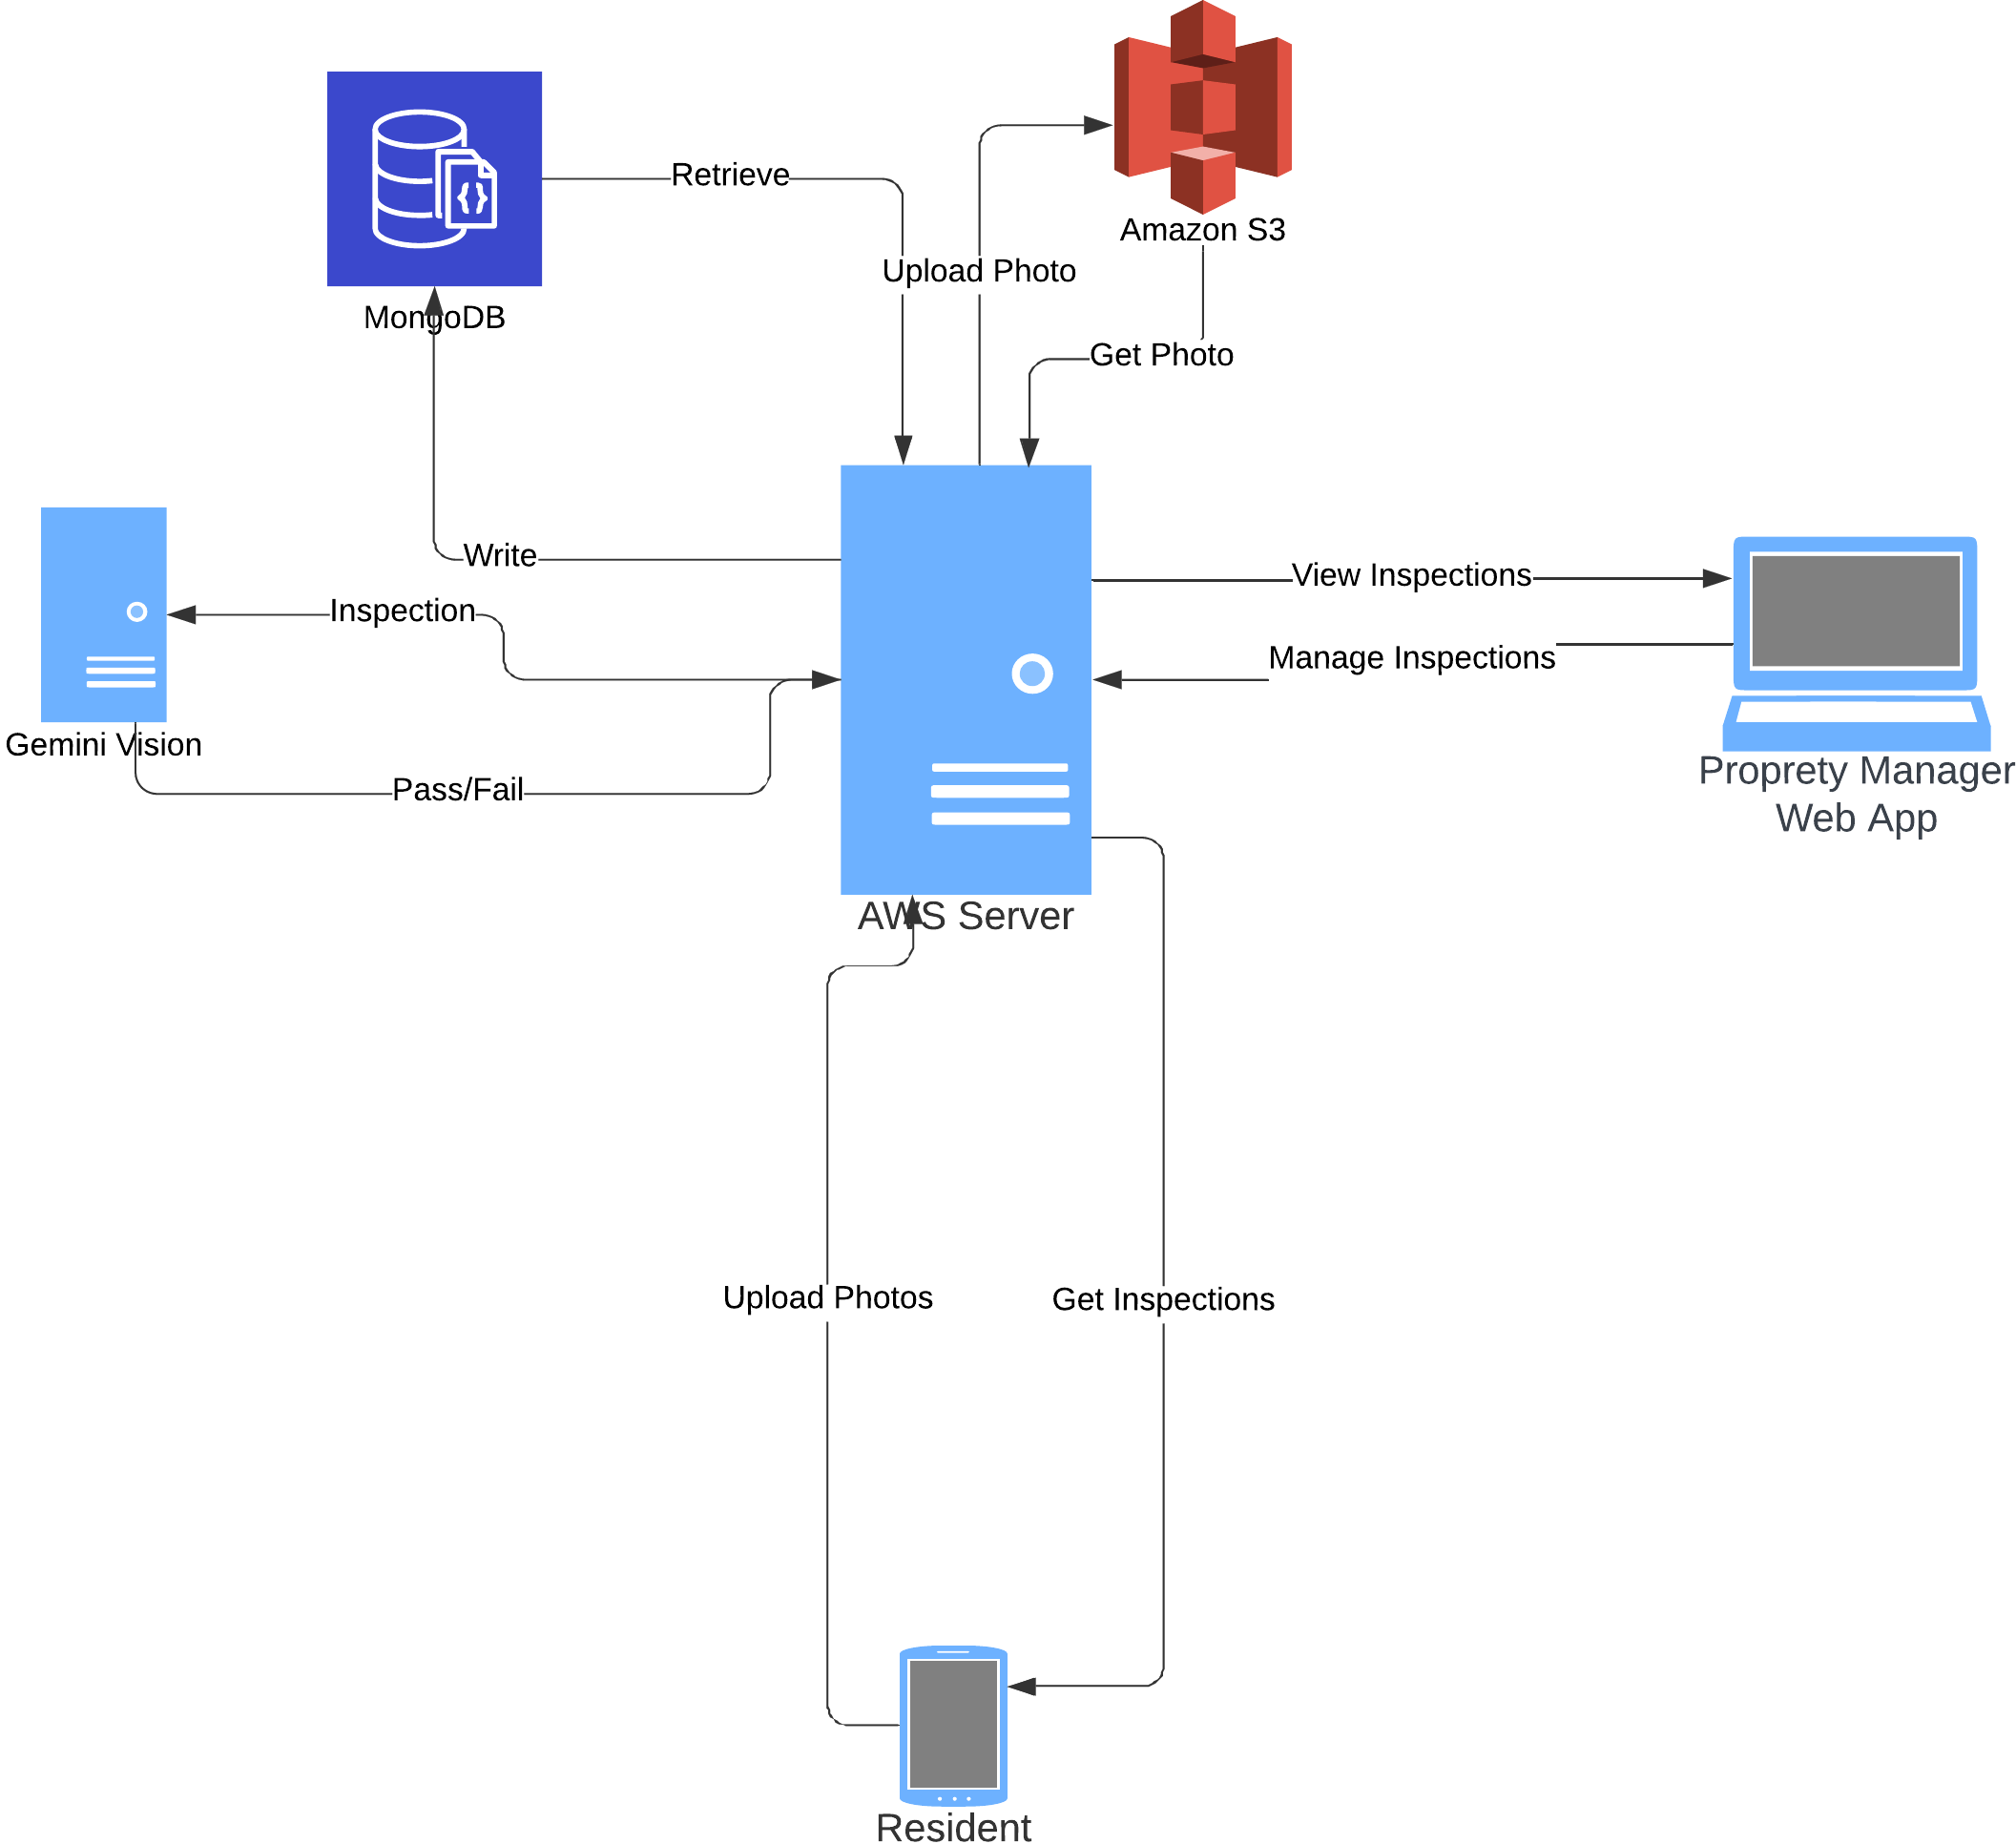 Retrieve
Amazon S3
Upload Photo
MongoDB
Get Photo
Write
View Inspections
Inspection
Manage Inspections
Gemini Vision
Pass/Fail
Proprety Manager
Web App
AWS Server
Upload Photos
Get Inspections
Resident